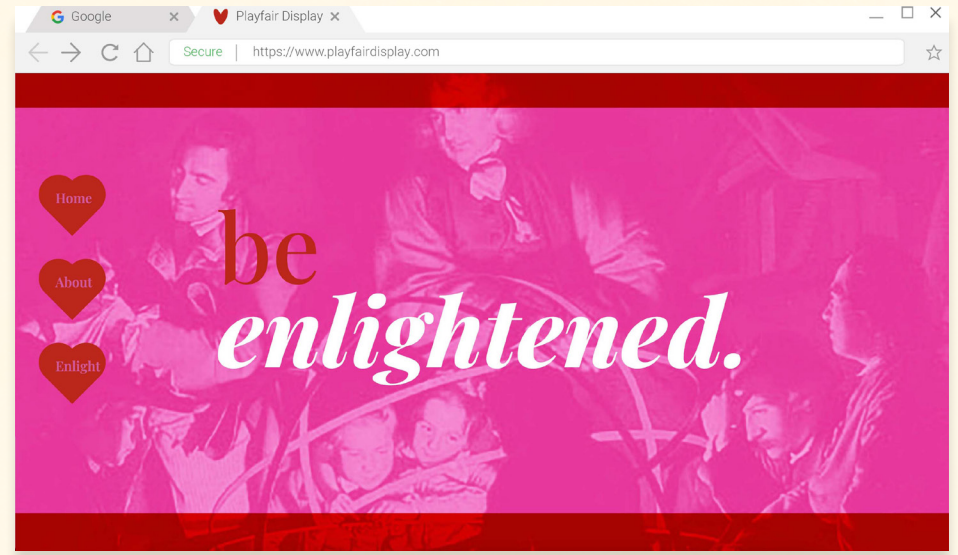 Google
Playfair Display
Secure | https://www.playfairdisplay.com
Home
About
Enlight
be
enlightened.